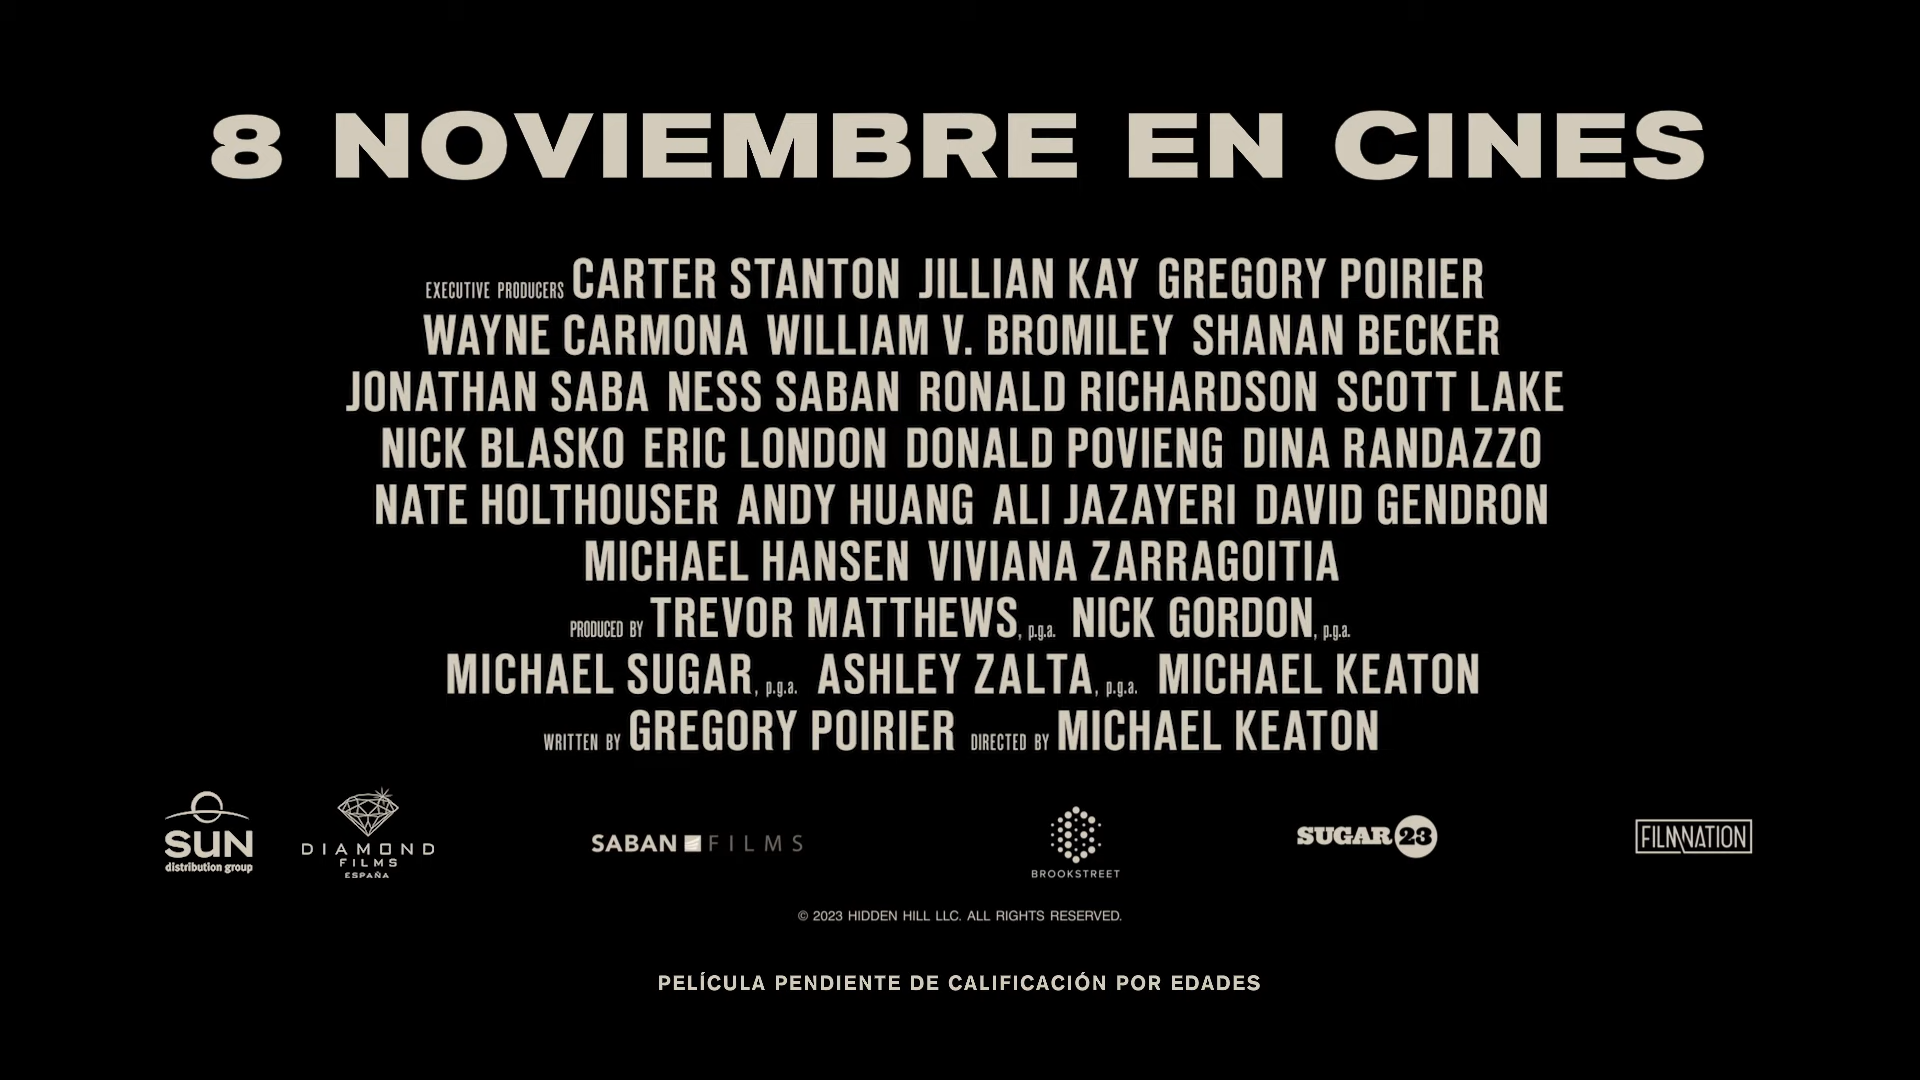 8 NOVIEMBRE EN CINES
EXECUTIVE PRODUCERS CARTER STANTON JILLIAN KAY GREGORY POIRIER
WAYNE CARMONA WILLIAM V. BROMILEY SHANAN BECKER
JONATHAN SABA NESS SABAN RONALD RICHARDSON SCOTT LAKE
NICK BLASKO ERIC LONDON DONALD POVIENG DINA RANDAZZO
NATE HOLTHOUSER ANDY HUANG ALI JAZAYERI DAVID GENDRON
MICHAEL HANSEN VIVIANA ZARRAGOITIA
PRODUCED BY TREVOR MATTHEWS, p.g.a. NICK GORDON, p.g.a.
MICHAEL SUGAR, p.g.a. ASHLEY ZALTA, p.g.a. MICHAEL KEATON
WRITTEN BY GREGORY POIRIER DIRECTED BY MICHAEL KEATON
SUN
distribution group
DIAMOND
FILMS
ESPAÑA
SABAN FILMS
BROOKSTREET
SUGAR 23
FILMNATION
© 2023 HIDDEN HILL LLC. ALL RIGHTS RESERVED.
PELÍCULA PENDIENTE DE CALIFICACIÓN POR EDADES